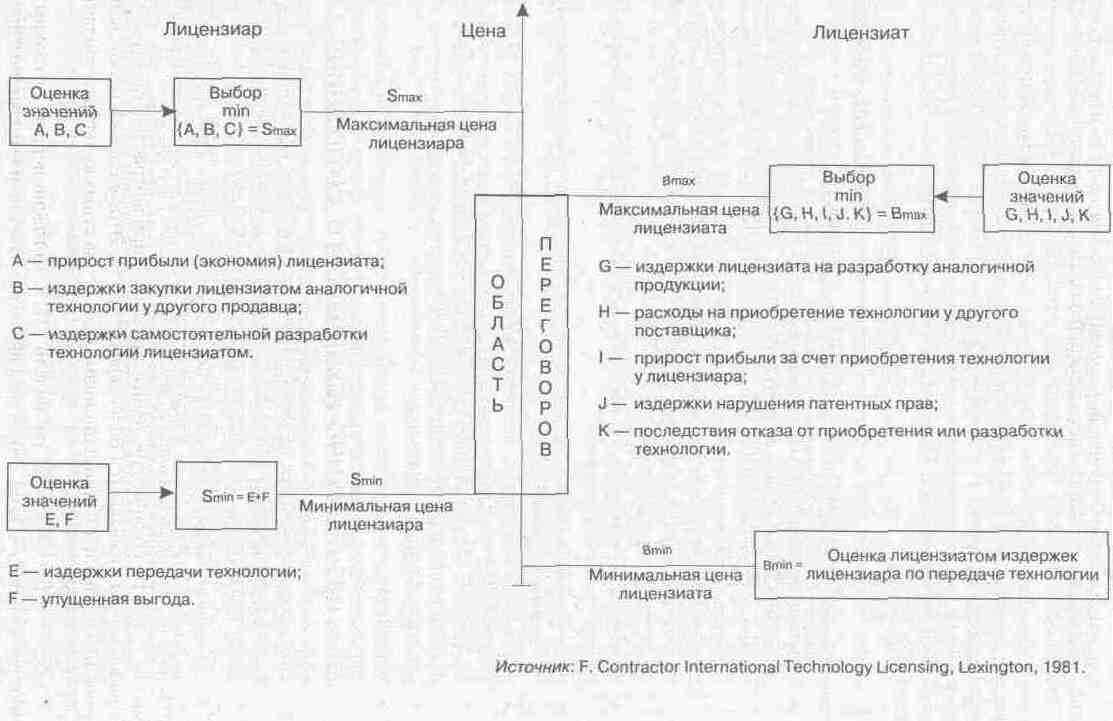 Лицензиар
Цена
Лицензиат
Оценка
значений
A, B, C
Выбор
min
{A, B, C} = Smax
Smax
Максимальная цена
лицензиара
Bmax
Максимальная цена
лицензиата
Выбор
min
{G, H, I, J. K} = Bmax
Оценка
значений
G, H, I, J, K
A — прирост прибыли (экономия) лицензиата;
B — издержки закупки лицензиатом аналогичной
технологии у другого продавца;
C — издержки самостоятельной разработки
технологии лицензиатом.
ОБЛАСТЬ
ПЕРЕГОВОРОВ
G — издержки лицензиата на разработку аналогичной
продукции;
H — расходы на приобретение технологии у другого
поставщика;
I — прирост прибыли за счет приобретения технологии
у лицензиара;
J — издержки нарушения патентных прав;
K — последствия отказа от приобретения или разработки
технологии.
Оценка
значений
E, F
Smin = E+F
Smin
Минимальная цена
лицензиара
E — издержки передачи технологии;
F — упущенная выгода.
Bmin
Минимальная цена
лицензиата
Bmin =
Оценка лицензиатом издержек
лицензиара по передаче технологии
Источник: F. Contractor International Technology Licensing, Lexington, 1981.